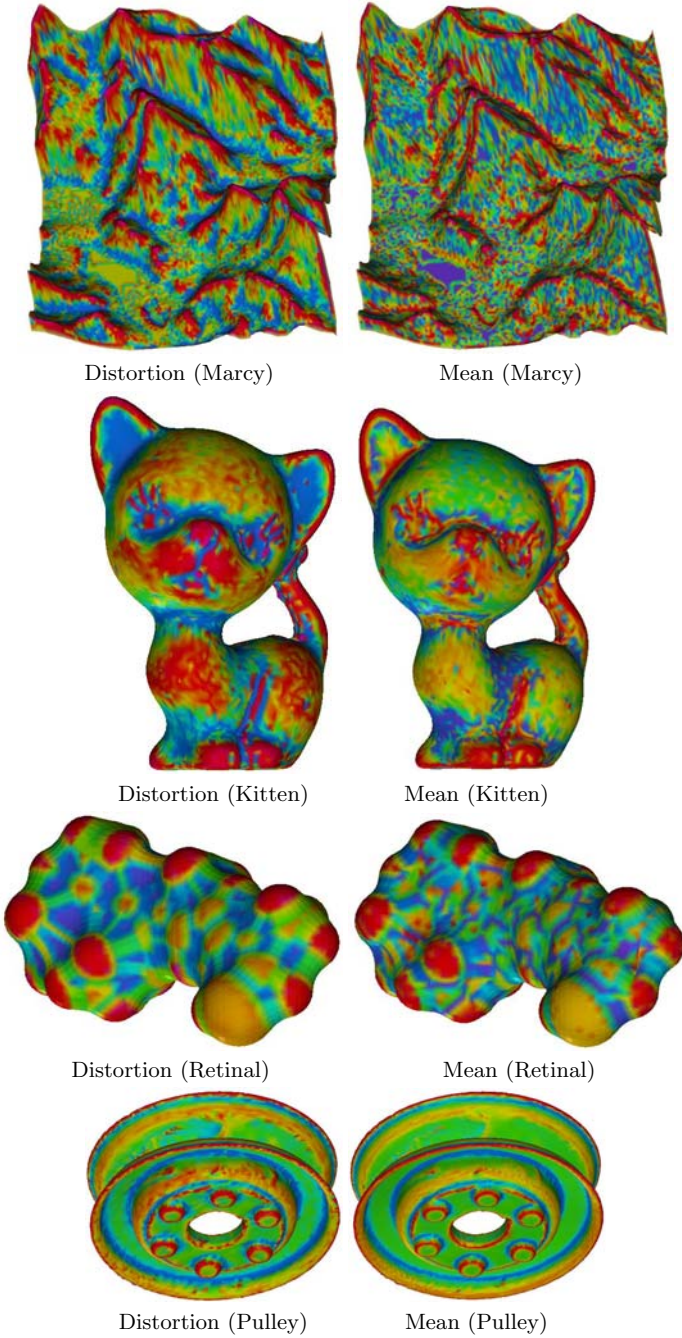 Distortion (Marcy) Mean (Marcy)
Distortion (Kitten) Mean (Kitten)
Distortion (Retinal) Mean (Retinal)
Distortion (Pulley) Mean (Pulley)